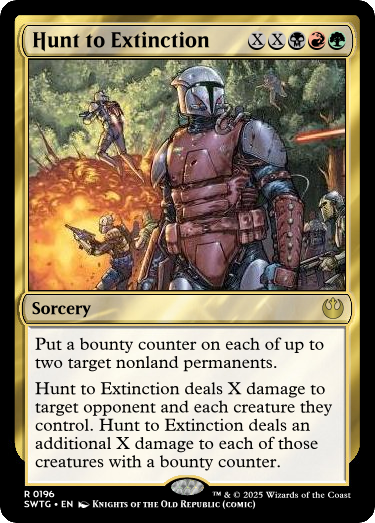 Hunt to Extinction X X
Sorcery
Put a bounty counter on each of up to
two target nonland permanents.
Hunt to Extinction deals X damage to
target opponent and each creature they
control. Hunt to Extinction deals an
additional X damage to each of those
creatures with a bounty counter.
R 0196
™ & © 2025 Wizards of the Coast
SWTG • EN Knights of the Old Republic (comic)